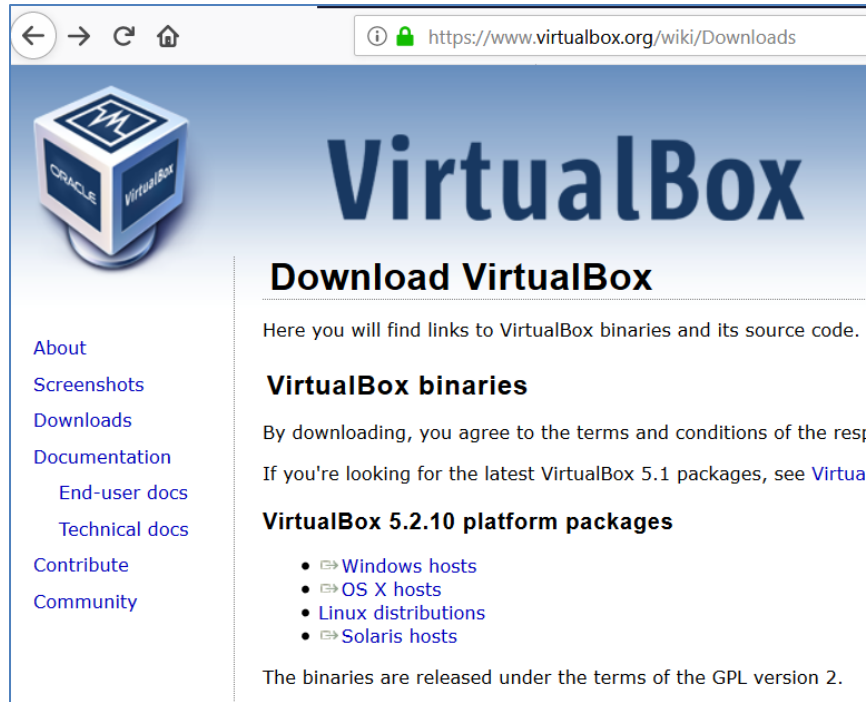 https://www.virtualbox.org/wiki/Downloads
ORACLE
VirtualBox
VirtualBox
Download VirtualBox
Here you will find links to VirtualBox binaries and its source code.
About
Screenshots
Downloads
Documentation
End-user docs
Technical docs
Contribute
Community
VirtualBox binaries
By downloading, you agree to the terms and conditions of the
If you're looking for the latest VirtualBox 5.1 packages, see
VirtualBox 5.2.10 platform packages
Windows hosts
OS X hosts
Linux distributions
Solaris hosts
The binaries are released under the terms of the GPL version 2.